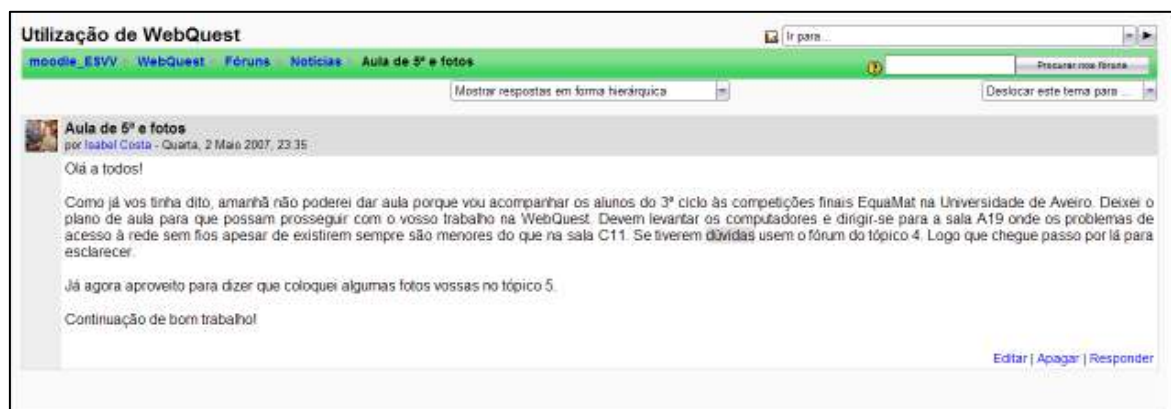 Utilização de WebQuest
Ir para...
moodle_ESVV WebQuest Fóruns Notícias Aula de 5ª e fotos
Procurar nos fóruns
Mostrar respostas em forma hierárquica
Deslocar este tema para ...
Aula de 5ª e fotos
por Isabel Costa - Quarta, 2 Maio 2007, 23:35
Olá a todos!
Como já vos tinha dito, amanhã não poderei dar aula porque vou acompanhar os alunos do 3º ciclo às competições finais EquaMat na Universidade de Aveiro. Deixei o
plano de aula para que possam prosseguir com o vosso trabalho na WebQuest. Devem levantar os computadores e dirigir-se para a sala A19 onde os problemas de
acesso à rede sem fios apesar de existirem sempre são menores do que na sala C11. Se tiverem dúvidas usem o fórum do tópico 4. Logo que chegue passo por lá para
esclarecer.
Já agora aproveito para dizer que coloquei algumas fotos vossas no tópico 5.
Continuação de bom trabalho!
Editar | Apagar | Responder